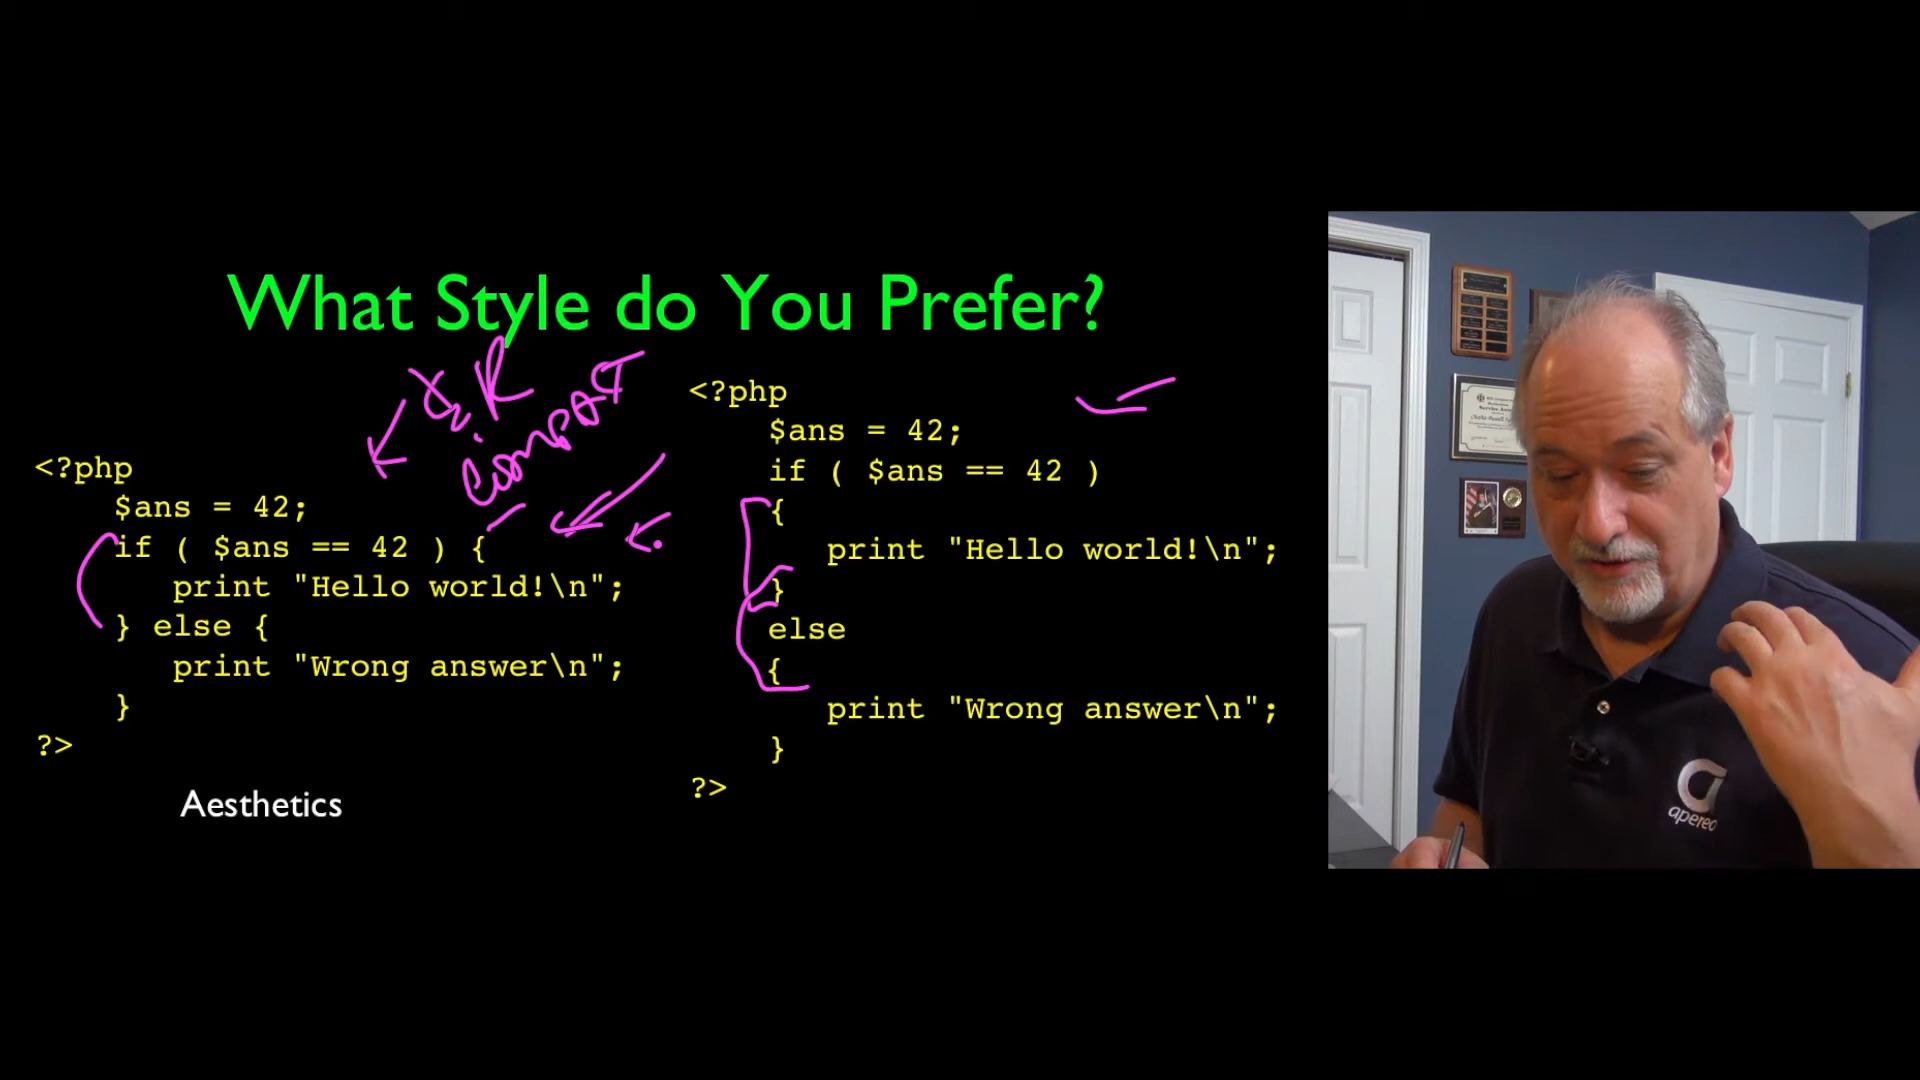 What Style do You Prefer?
K&R
compact
<?php
$ans = 42;
if ( $ans == 42 ) {
print "Hello world!\n";
} else {
print "Wrong answer\n";
}
?>
Aesthetics
<?php
$ans = 42;
if ( $ans == 42 )
{
print "Hello world!\n";
}
else
{
print "Wrong answer\n";
}
?>
apereo